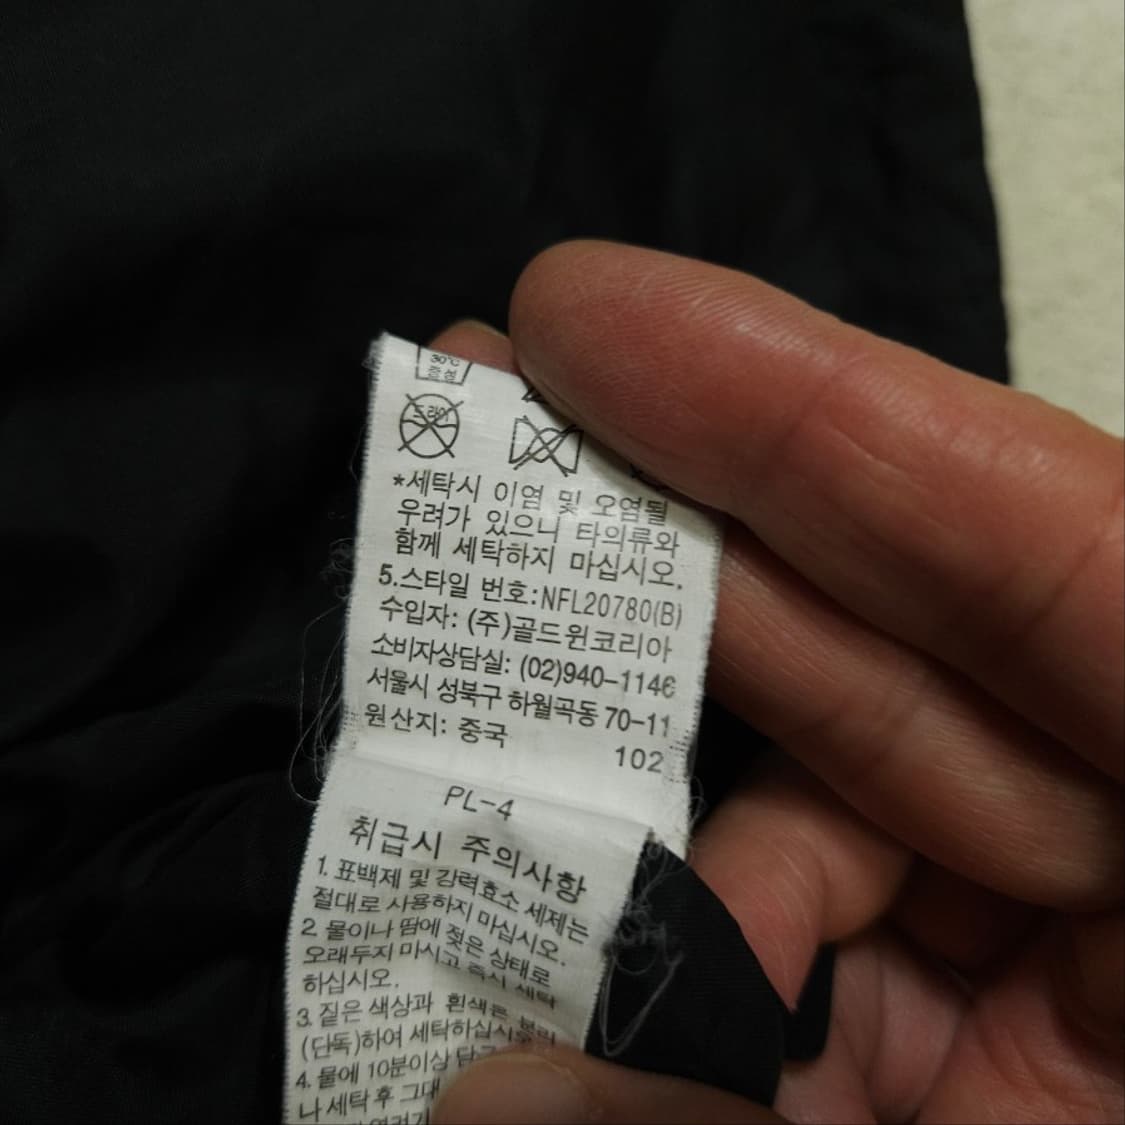 30℃
중성
드라이
*세탁시 이염 및 오염될
우려가 있으니 타의류와
함께 세탁하지 마십시오.
5.스타일 번호:NFL20780(B)
수입자: (주)골드윈코리아
소비자상담실: (02)940-1146
서울시 성북구 하월곡동 70-11
원산지: 중국
102
PL-4
취급시 주의사항
1. 표백제 및 강력효소 세제는
절대로 사용하지 마십시오.
2. 물이나 땀에 젖은 상태로
오래두지 마시고 즉시 세탁
하십시오.
3. 짙은 색상과 흰색은 분리
(단독)하여 세탁하십시오.
4. 물에 10분이상
나 세탁 후 그대